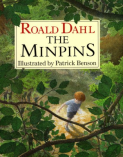 ROALD DAHL
THE
MINPINS
Illustrated by Patrick Benson